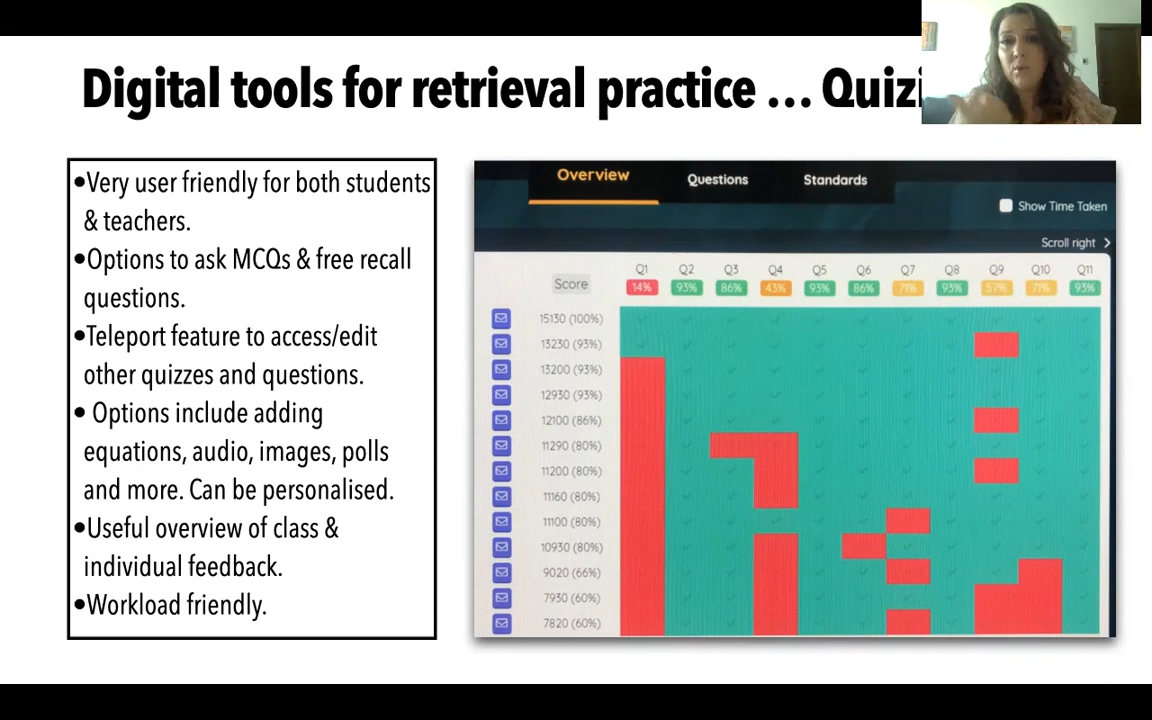 Digital tools for retrieval practice ... Quizi
•Very user friendly for both students
& teachers.
•Options to ask MCQs & free recall
questions.
•Teleport feature to access/edit
other quizzes and questions.
• Options include adding
equations, audio, images, polls
and more. Can be personalised.
•Useful overview of class &
individual feedback.
•Workload friendly.
Overview Questions Standards
Show Time Taken
Scroll right >
Score Q1 Q2 Q3 Q4 Q5 Q6 Q7 Q8 Q9 Q10 Q11
14% 93% 86% 43% 93% 86% 71% 93% 57% 71% 93%
15130 (100%)
13230 (93%)
13200 (93%)
12930 (93%)
12100 (86%)
11290 (80%)
11200 (80%)
11160 (80%)
11100 (80%)
10930 (80%)
9020 (66%)
7930 (60%)
7820 (60%)